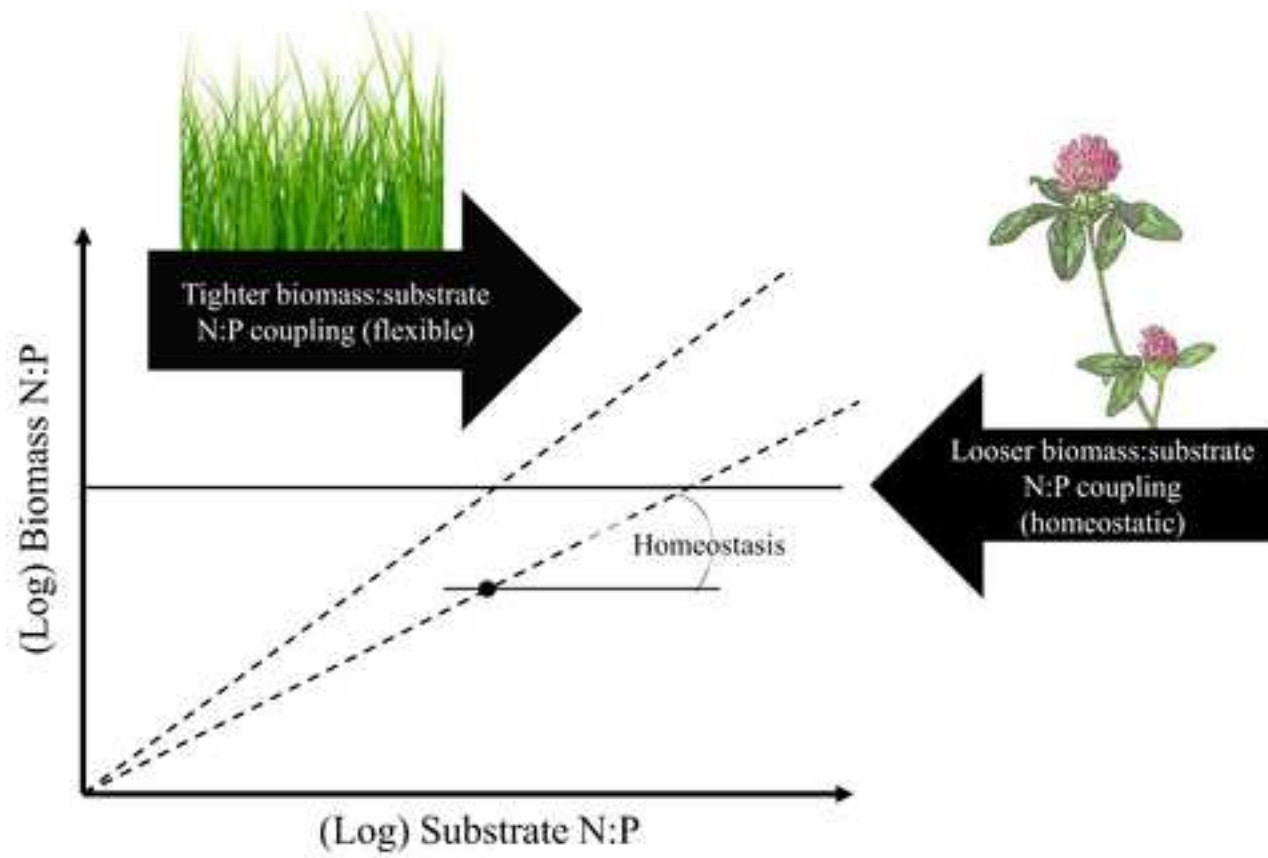 Tighter biomass:substrate
N:P coupling (flexible)
Looser biomass:substrate
N:P coupling
(homeostatic)
Homeostasis
(Log) Biomass N:P
(Log) Substrate N:P